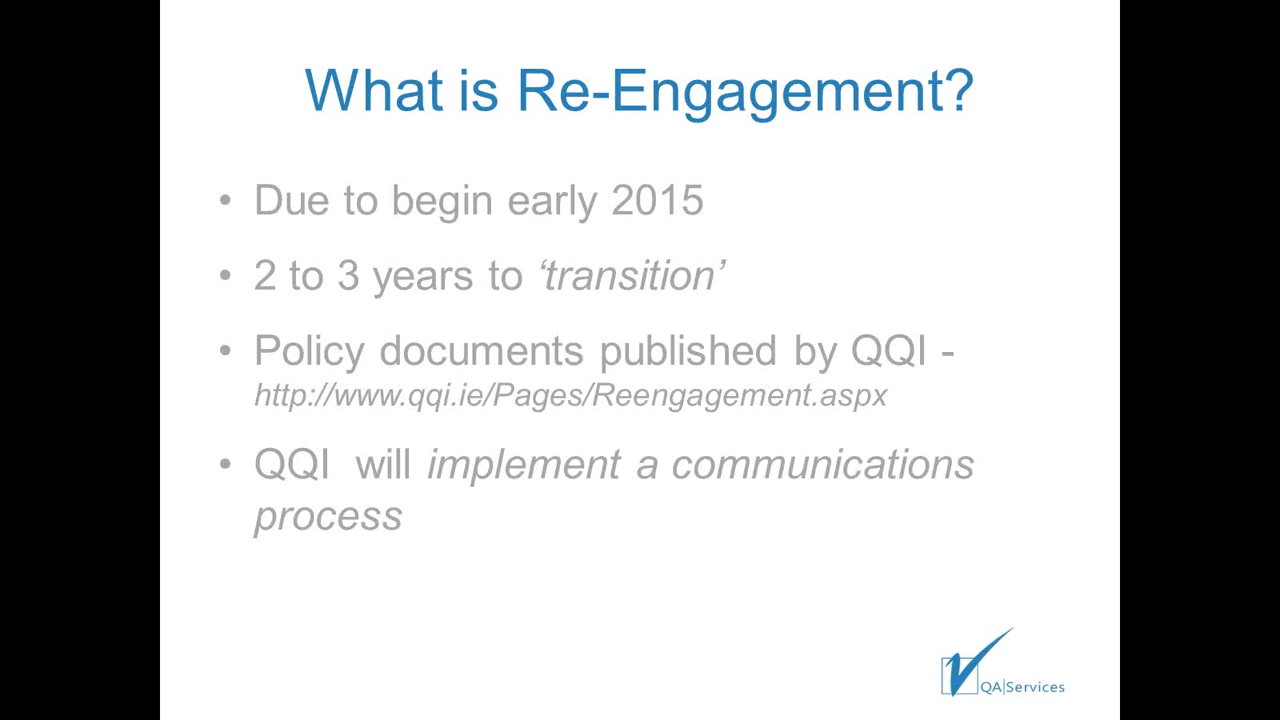 What is Re-Engagement?
• Due to begin early 2015
• 2 to 3 years to ‘transition’
• Policy documents published by QQI -
http://www.qqi.ie/Pages/Reengagement.aspx
• QQI  will implement a communications
process
QA|Services